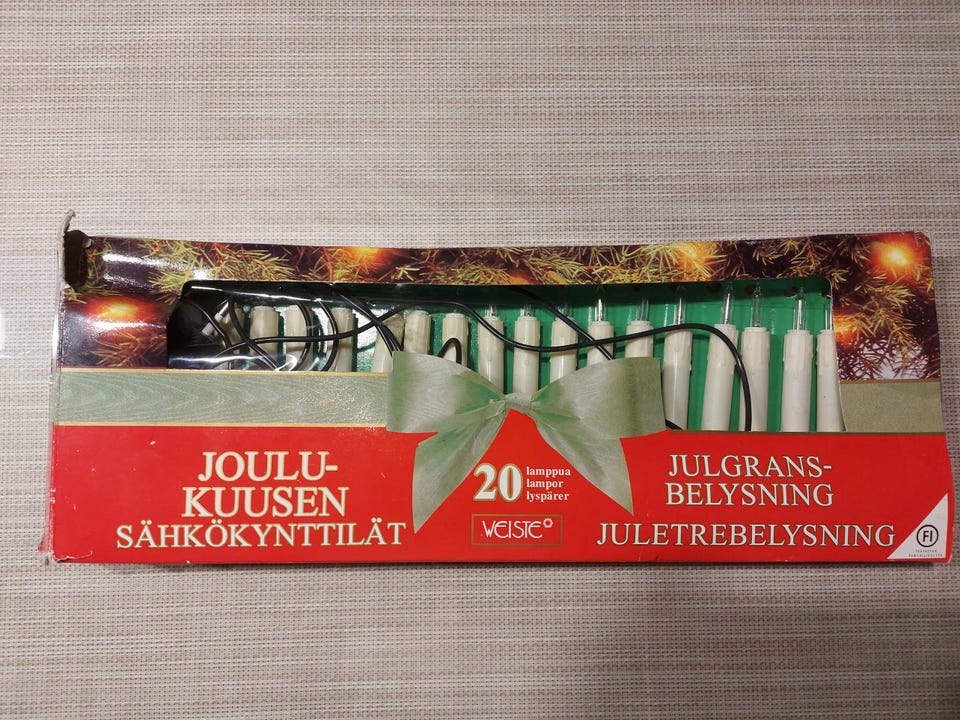 JOULU-
KUUSEN
SÄHKÖKYNTTILÄT
20
lamppua
lampor
lyspärer
WEISTE
JULGRANS-
BELYSNING
JULETREBELYSNING
FI